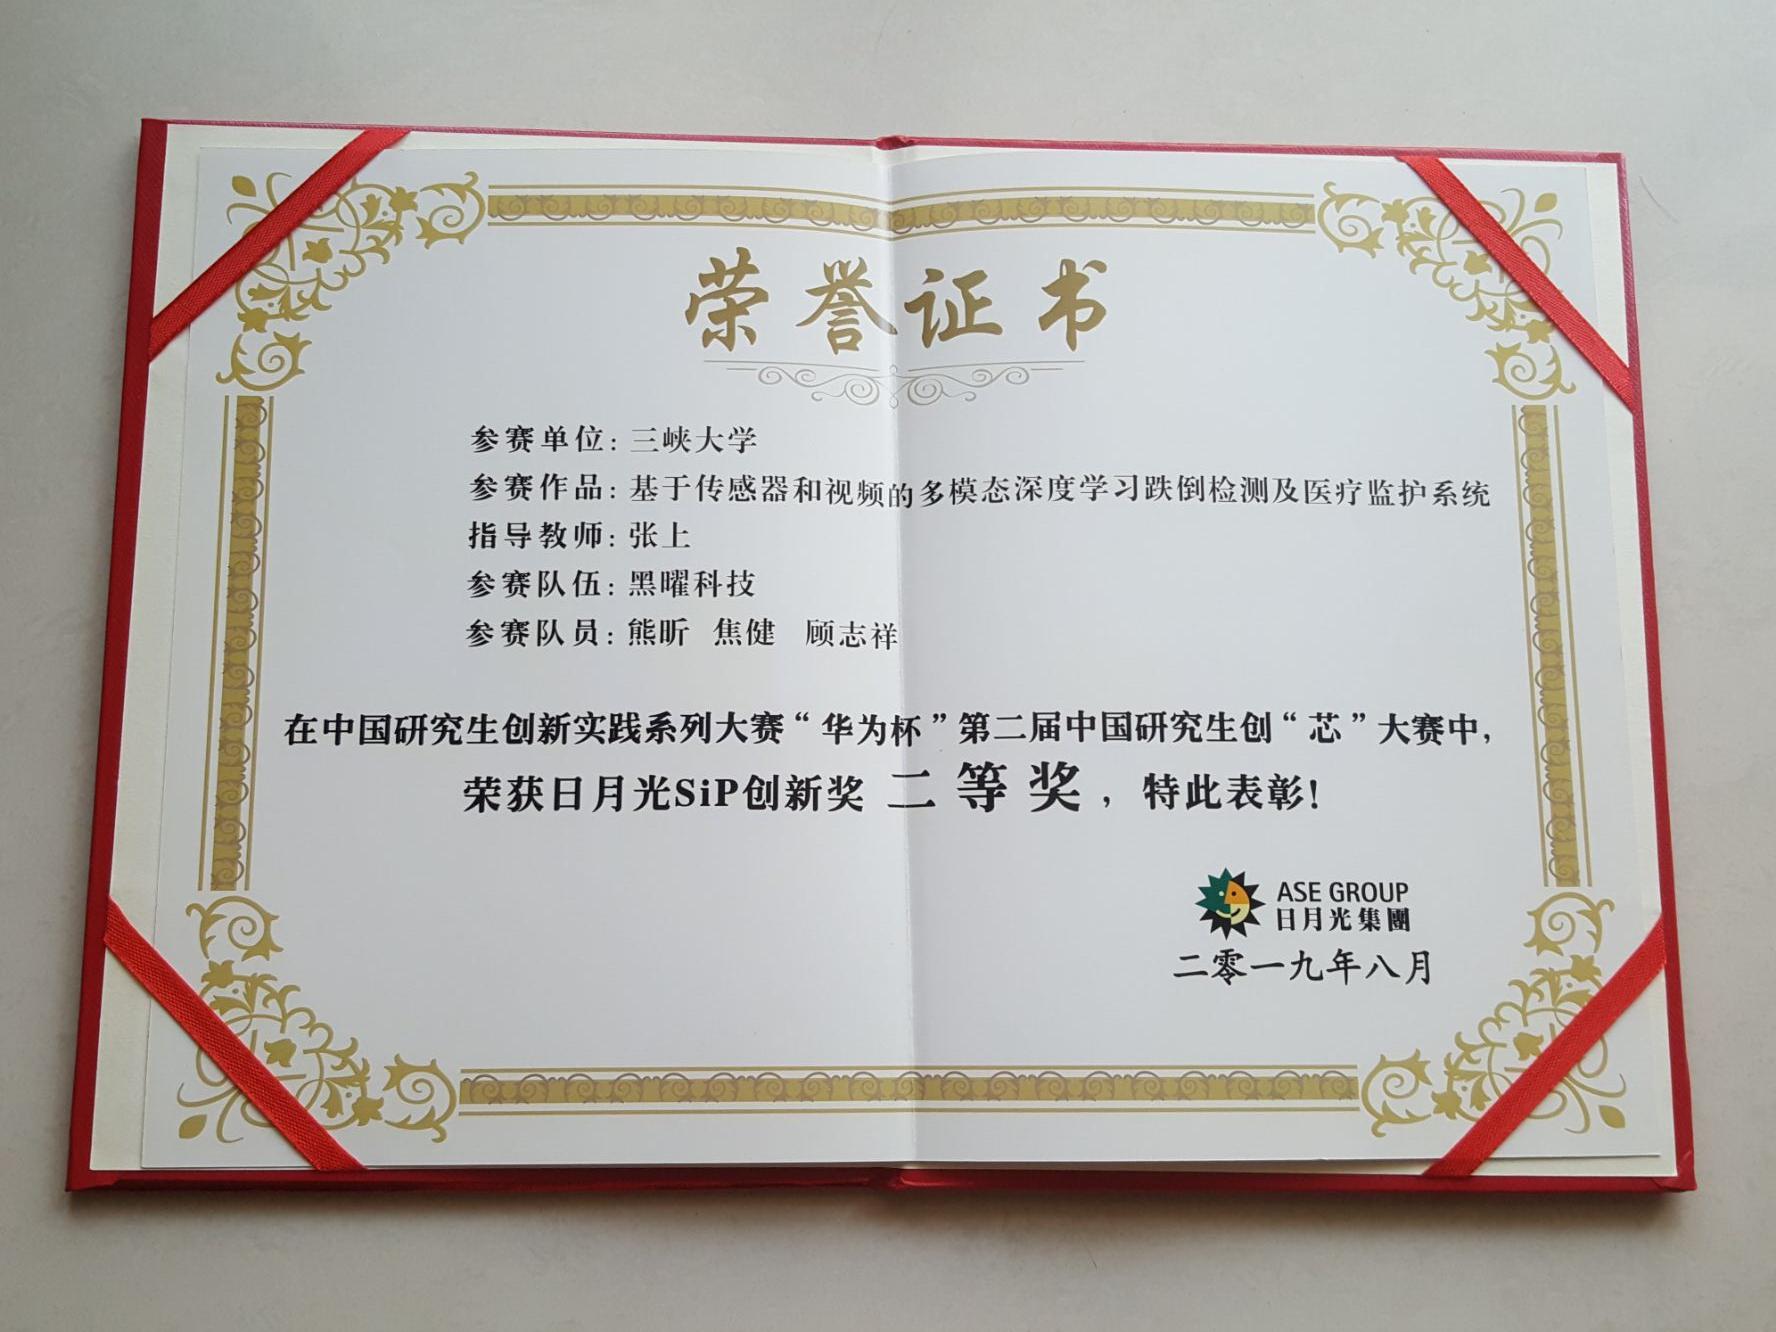 荣誉证书
参赛单位：三峡大学
参赛作品：基于传感器和视频的多模态深度学习跌倒检测及医疗监护系统
指导教师：张上
参赛队伍：黑曜科技
参赛队员：熊昕 焦健 顾志祥
在中国研究生创新实践系列大赛“华为杯”第二届中国研究生创“芯”大赛中，
荣获日月光SiP创新奖 二等奖，特此表彰！
ASE GROUP
日月光集團
二零一九年八月